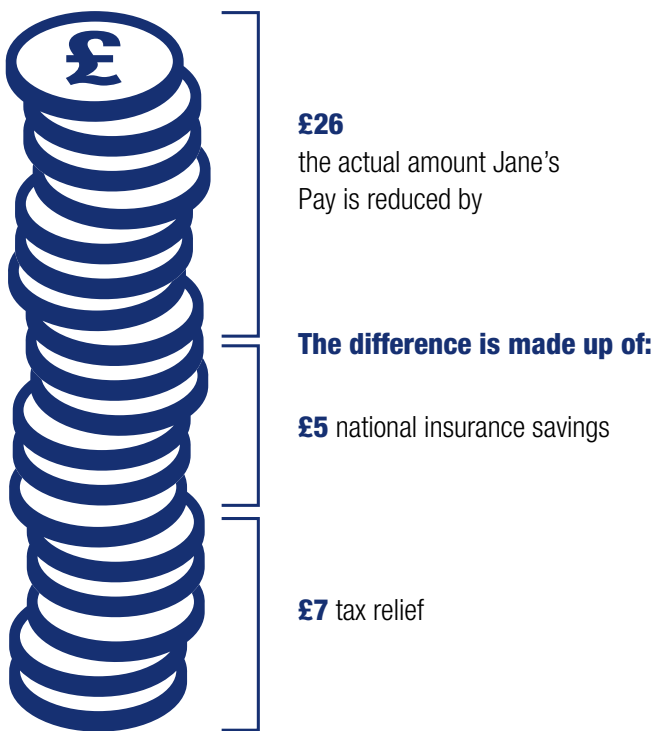 £
£26
the actual amount Jane's
Pay is reduced by
The difference is made up of:
£5 national insurance savings
£7 tax relief